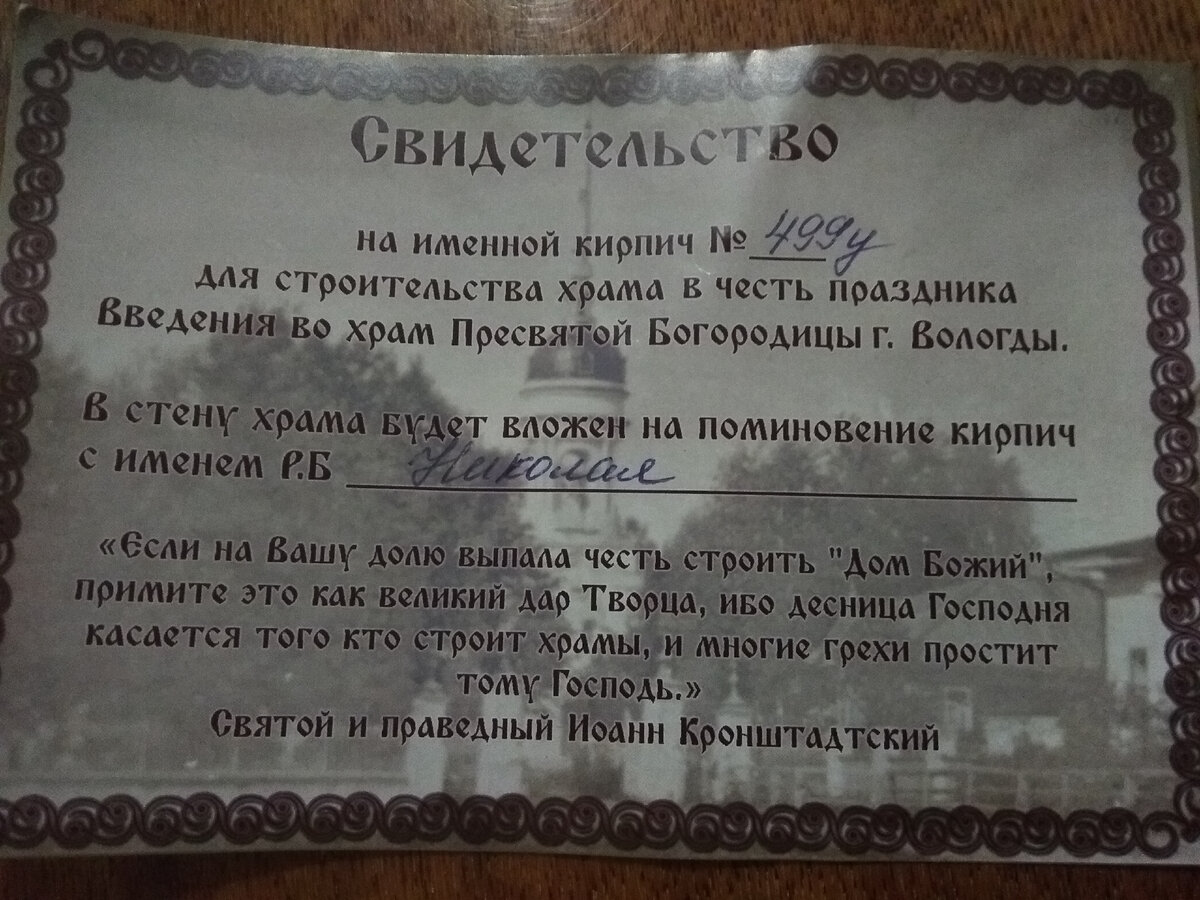 Свидетельство
на именной кирпич № 499у
для строительства храма в честь праздника
Введения во храм Пресвятой Богородицы г. Вологды.
В стену храма будет вложен на поминовение кирпич
с именем Р.Б Николая
«Если на Вашу долю выпала честь строить "Дом Божий",
примите это как великий дар Творца, ибо десница Господня
касается того кто строит храмы, и многие грехи простит
тому Господь.»
Святой и праведный Иоанн Кронштадтский